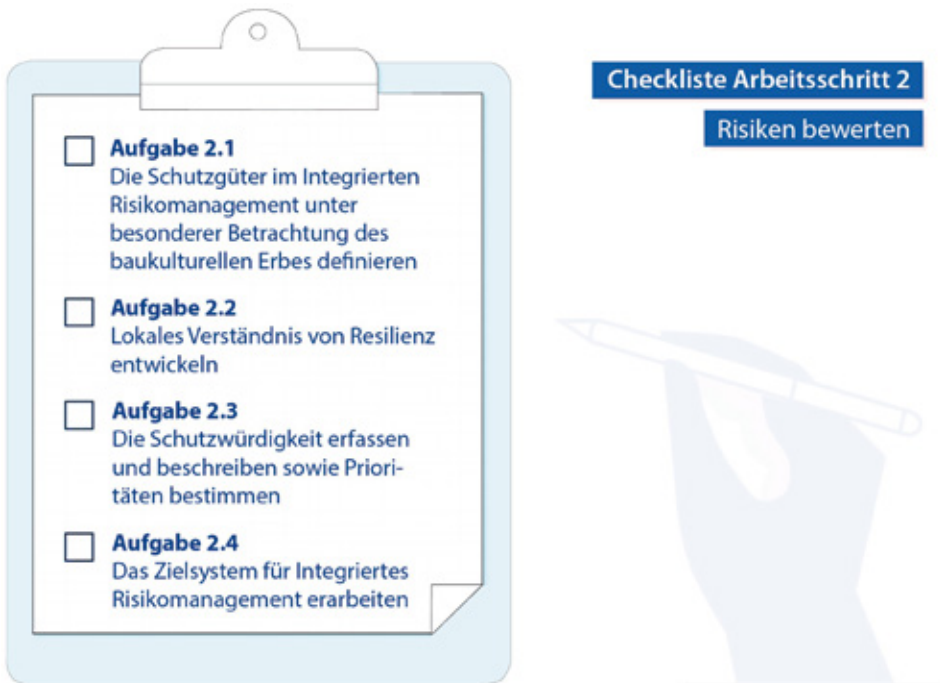 Checkliste Arbeitsschritt 2
Risiken bewerten
Aufgabe 2.1
Die Schutzgüter im Integrierten
Risikomanagement unter
besonderer Betrachtung des
baukulturellen Erbes definieren
Aufgabe 2.2
Lokales Verständnis von Resilienz
entwickeln
Aufgabe 2.3
Die Schutzwürdigkeit erfassen
und beschreiben sowie Priori-
täten bestimmen
Aufgabe 2.4
Das Zielsystem für Integriertes
Risikomanagement erarbeiten